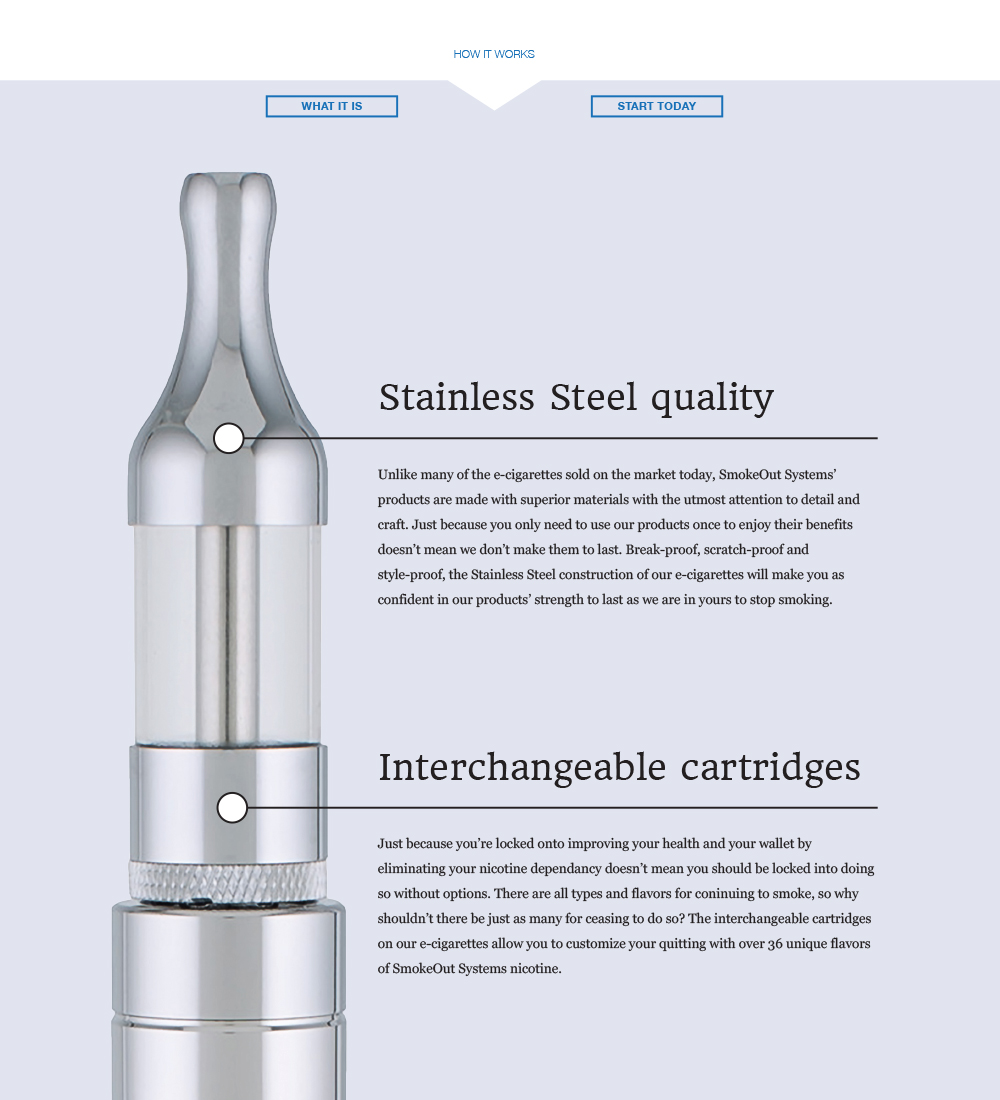 HOW IT WORKS
WHAT IT IS
START TODAY
Stainless Steel quality
Unlike many of the e-cigarettes sold on the market today, SmokeOut Systems’
products are made with superior materials with the utmost attention to detail and
craft. Just because you only need to use our products once to enjoy their benefits
doesn’t mean we don’t make them to last. Break-proof, scratch-proof and
style-proof, the Stainless Steel construction of our e-cigarettes will make you as
confident in our products’ strength to last as we are in yours to stop smoking.
Interchangeable cartridges
Just because you’re locked onto improving your health and your wallet by
eliminating your nicotine dependancy doesn’t mean you should be locked into doing
so without options. There are all types and flavors for coninuing to smoke, so why
shouldn’t there be just as many for ceasing to do so? The interchangeable cartridges
on our e-cigarettes allow you to customize your quitting with over 36 unique flavors
of SmokeOut Systems nicotine.